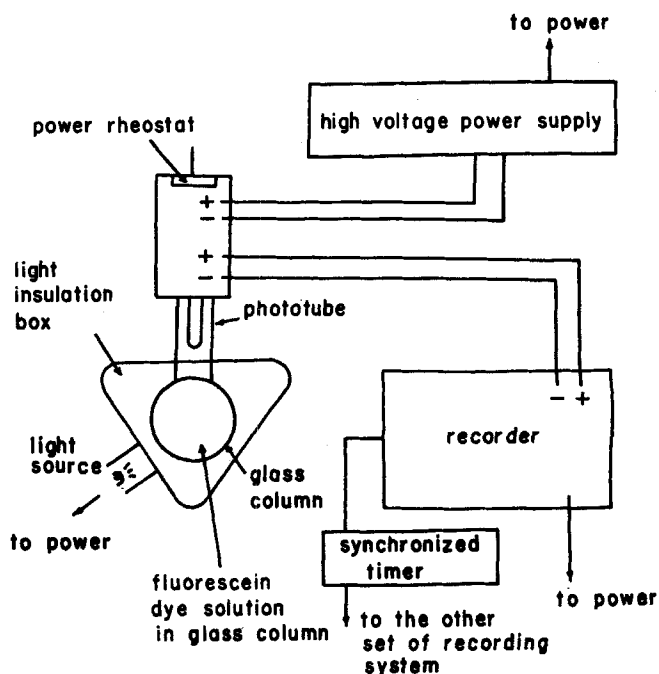 to power
high voltage power supply
power rheostat
+
−
+
−
light
insulation
box
phototube
− +
recorder
light
source
glass
column
to power
synchronized
timer
fluorescein
dye solution
in glass column
to power
to the other
set of recording
system